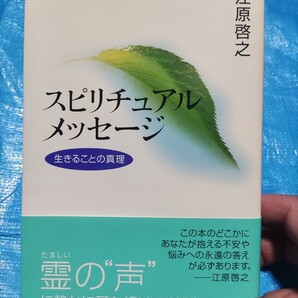 江原啓之
スピリチュアル
メッセージ
生きることの真理
この本のどこかに
あなたが抱える不安や
悩みへの永遠の答え
が必ずあります。
――江原啓之
たましい
霊の“声”